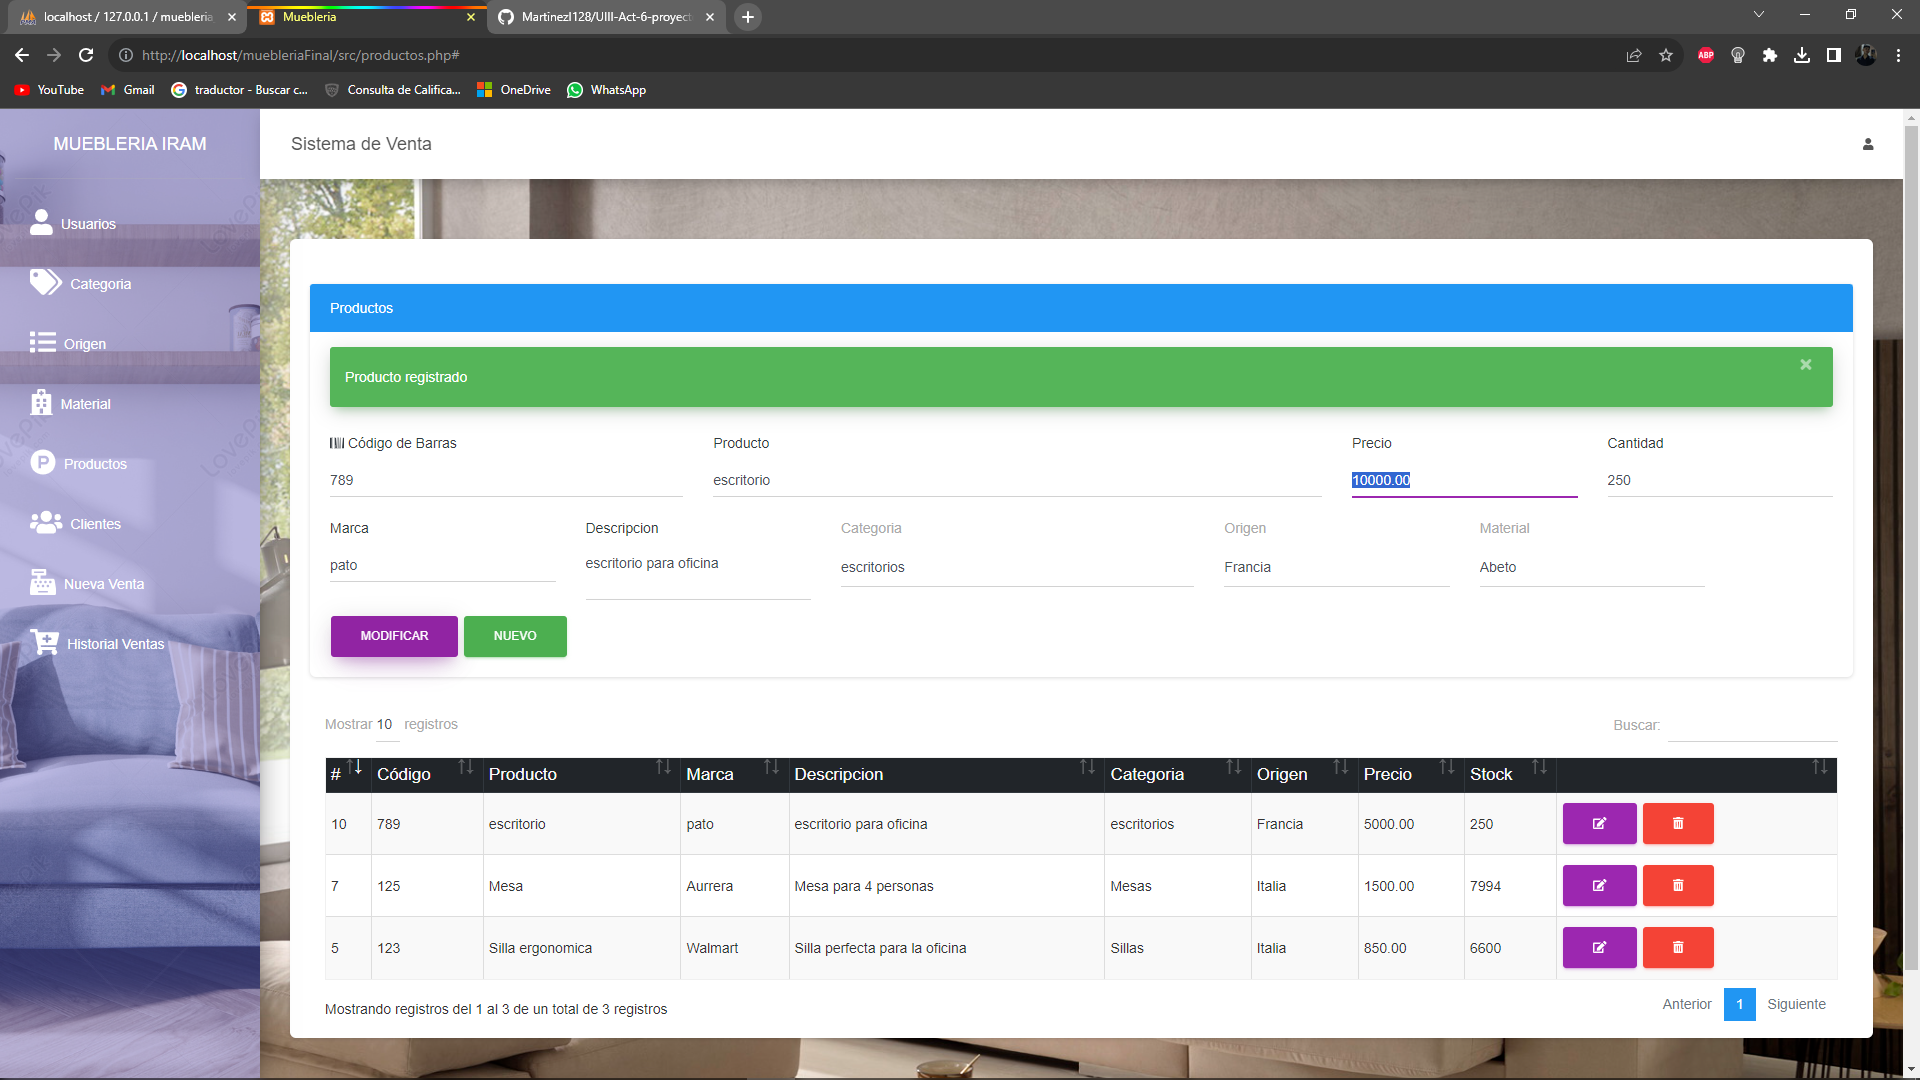 localhost / 127.0.0.1 / muebleria
Muebleria
MartinezI128/UIII-Act-6-proyect
http://localhost/muebleriaFinal/src/productos.php#
ABP
YouTube
Gmail
traductor - Buscar c...
Consulta de Califica...
OneDrive
WhatsApp
MUEBLERIA IRAM
Usuarios
Categoria
Origen
Material
Productos
Clientes
Nueva Venta
Historial Ventas
Sistema de Venta
Productos
Producto registrado
Código de Barras Producto Precio Cantidad
789 escritorio 10000.00 250
Marca Descripcion Categoria Origen Material
pato escritorio para oficina escritorios Francia Abeto
MODIFICAR NUEVO
Mostrar 10 registros Buscar:
# Código Producto Marca Descripcion Categoria Origen Precio Stock
10 789 escritorio pato escritorio para oficina escritorios Francia 5000.00 250
7 125 Mesa Aurrera Mesa para 4 personas Mesas Italia 1500.00 7994
5 123 Silla ergonomica Walmart Silla perfecta para la oficina Sillas Italia 850.00 6600
Mostrando registros del 1 al 3 de un total de 3 registros
Anterior 1 Siguiente